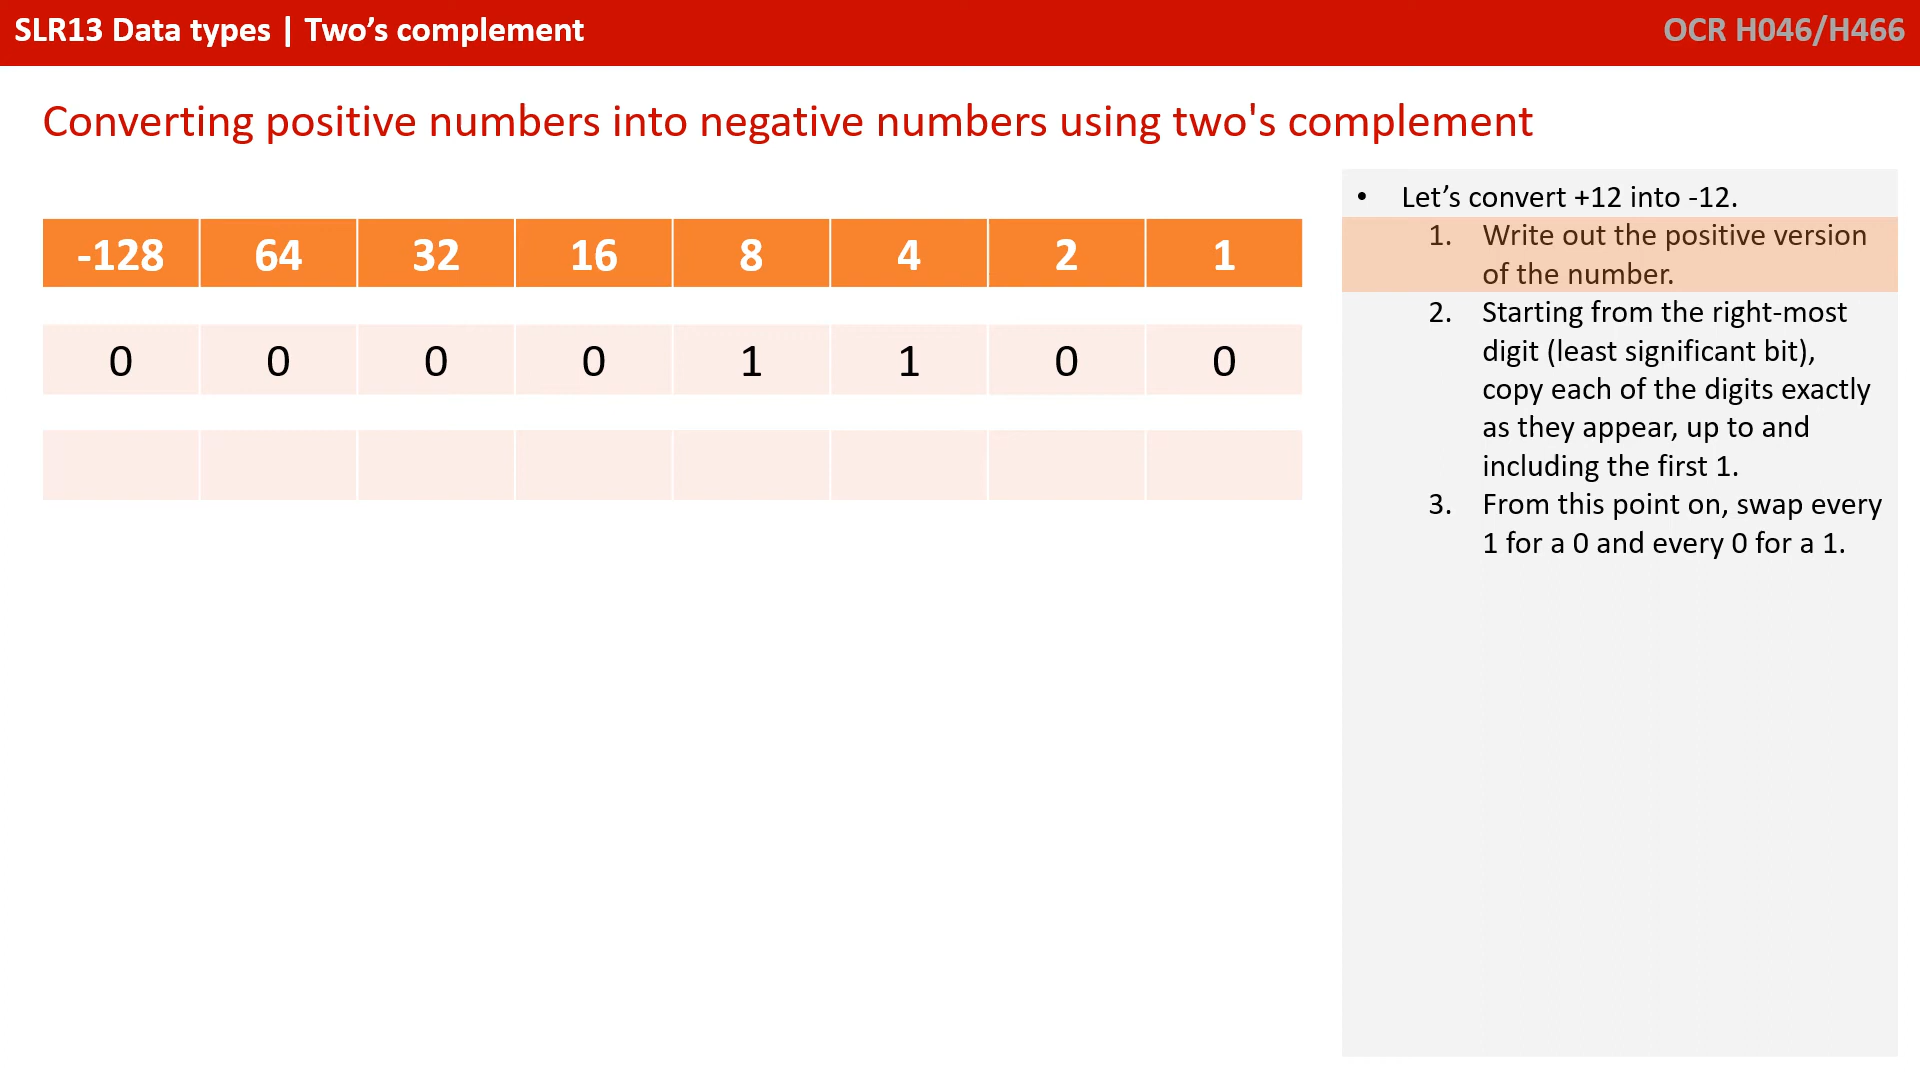 SLR13 Data types | Two’s complement
OCR H046/H466
Converting positive numbers into negative numbers using two's complement
-128 64 32 16 8 4 2 1
0 0 0 0 1 1 0 0
• Let’s convert +12 into -12.
1. Write out the positive version
of the number.
2. Starting from the right-most
digit (least significant bit),
copy each of the digits exactly
as they appear, up to and
including the first 1.
3. From this point on, swap every
1 for a 0 and every 0 for a 1.